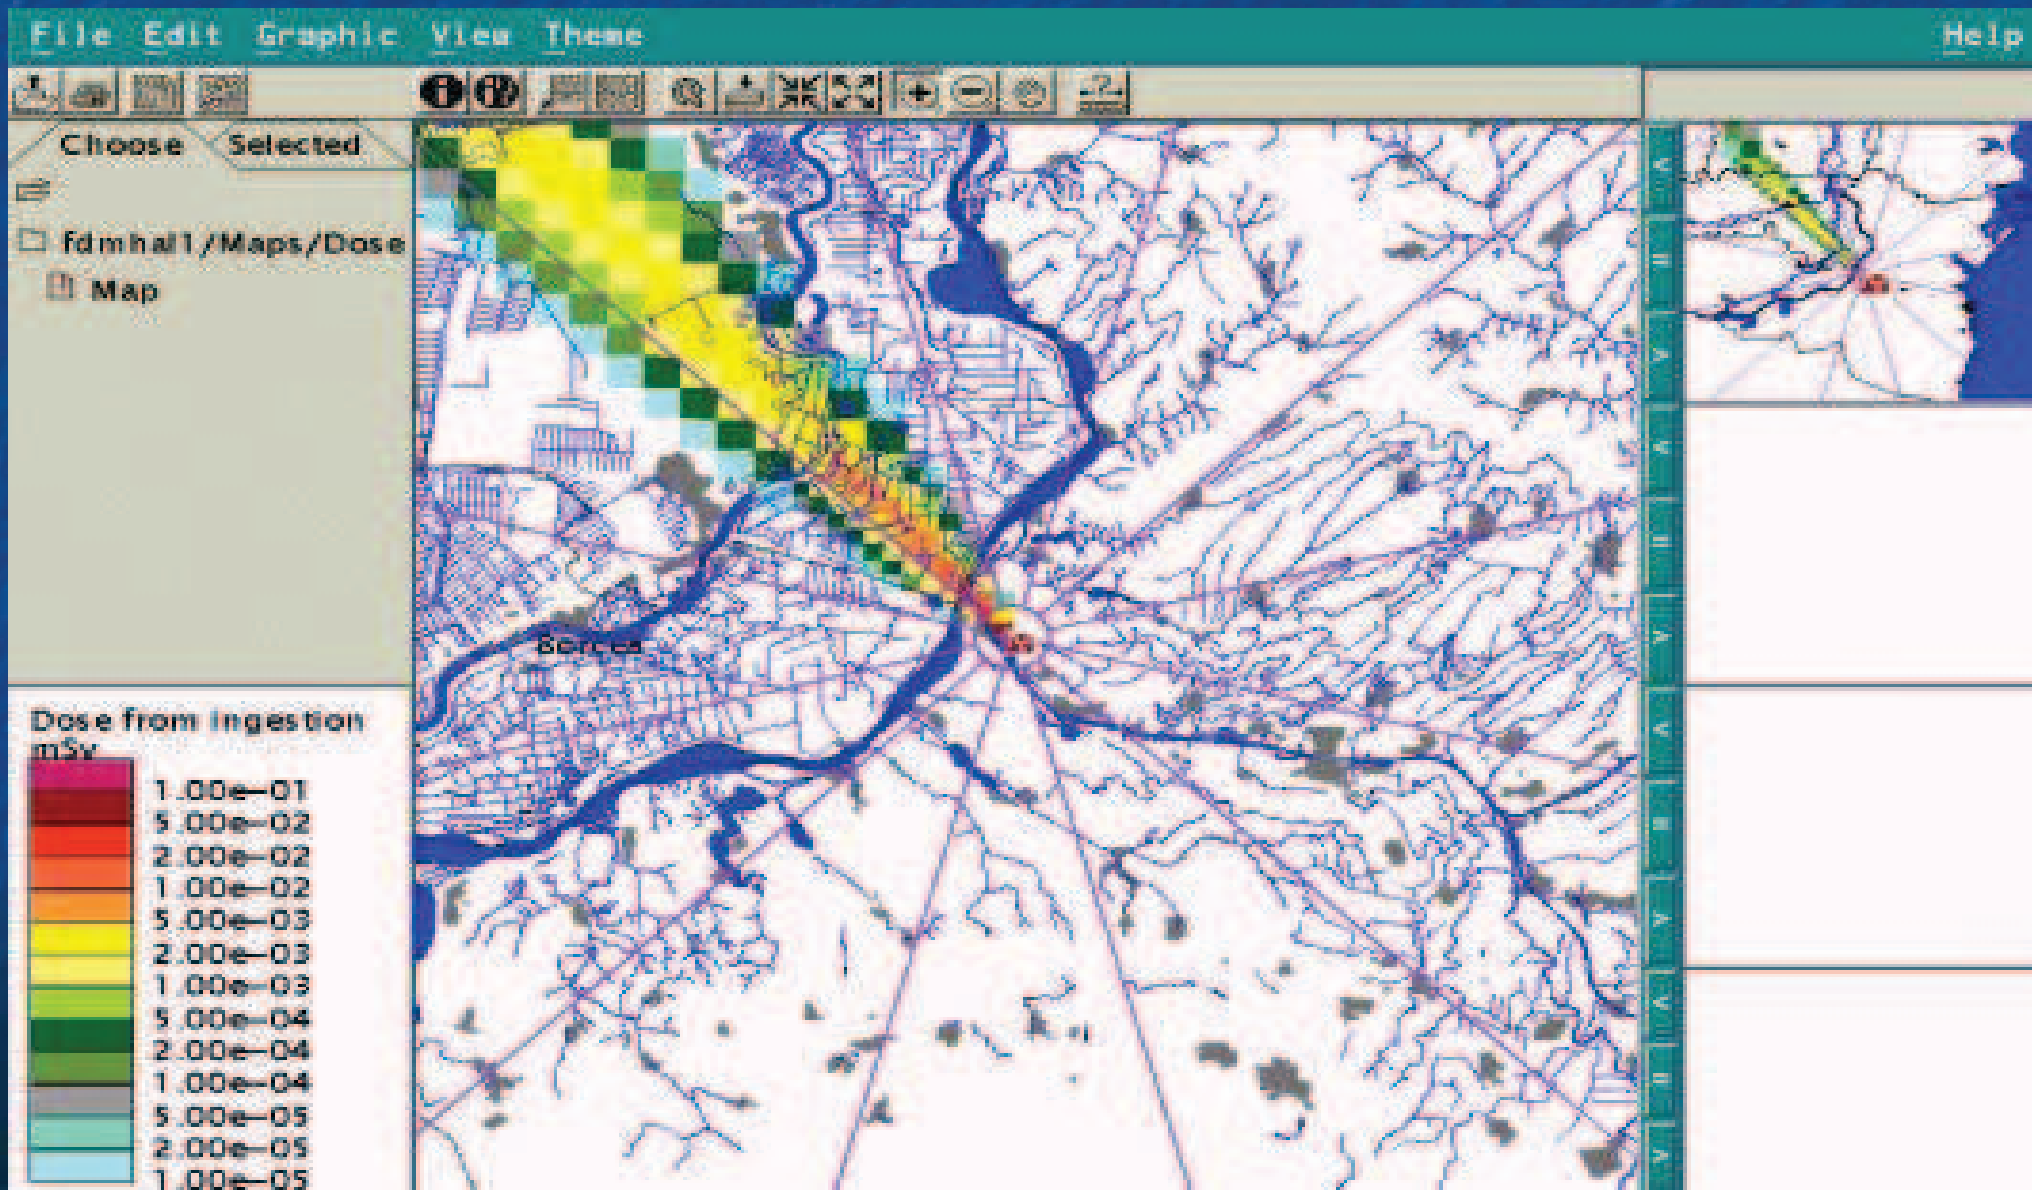 File Edit Graphic View Theme Help
Choose Selected
fdmhall/Maps/Dose
Map
Borcea
Dose from Ingestion
mSv
1.00e-01
5.00e-02
2.00e-02
1.00e-02
5.00e-03
2.00e-03
1.00e-03
5.00e-04
2.00e-04
1.00e-04
5.00e-05
2.00e-05
1.00e-05